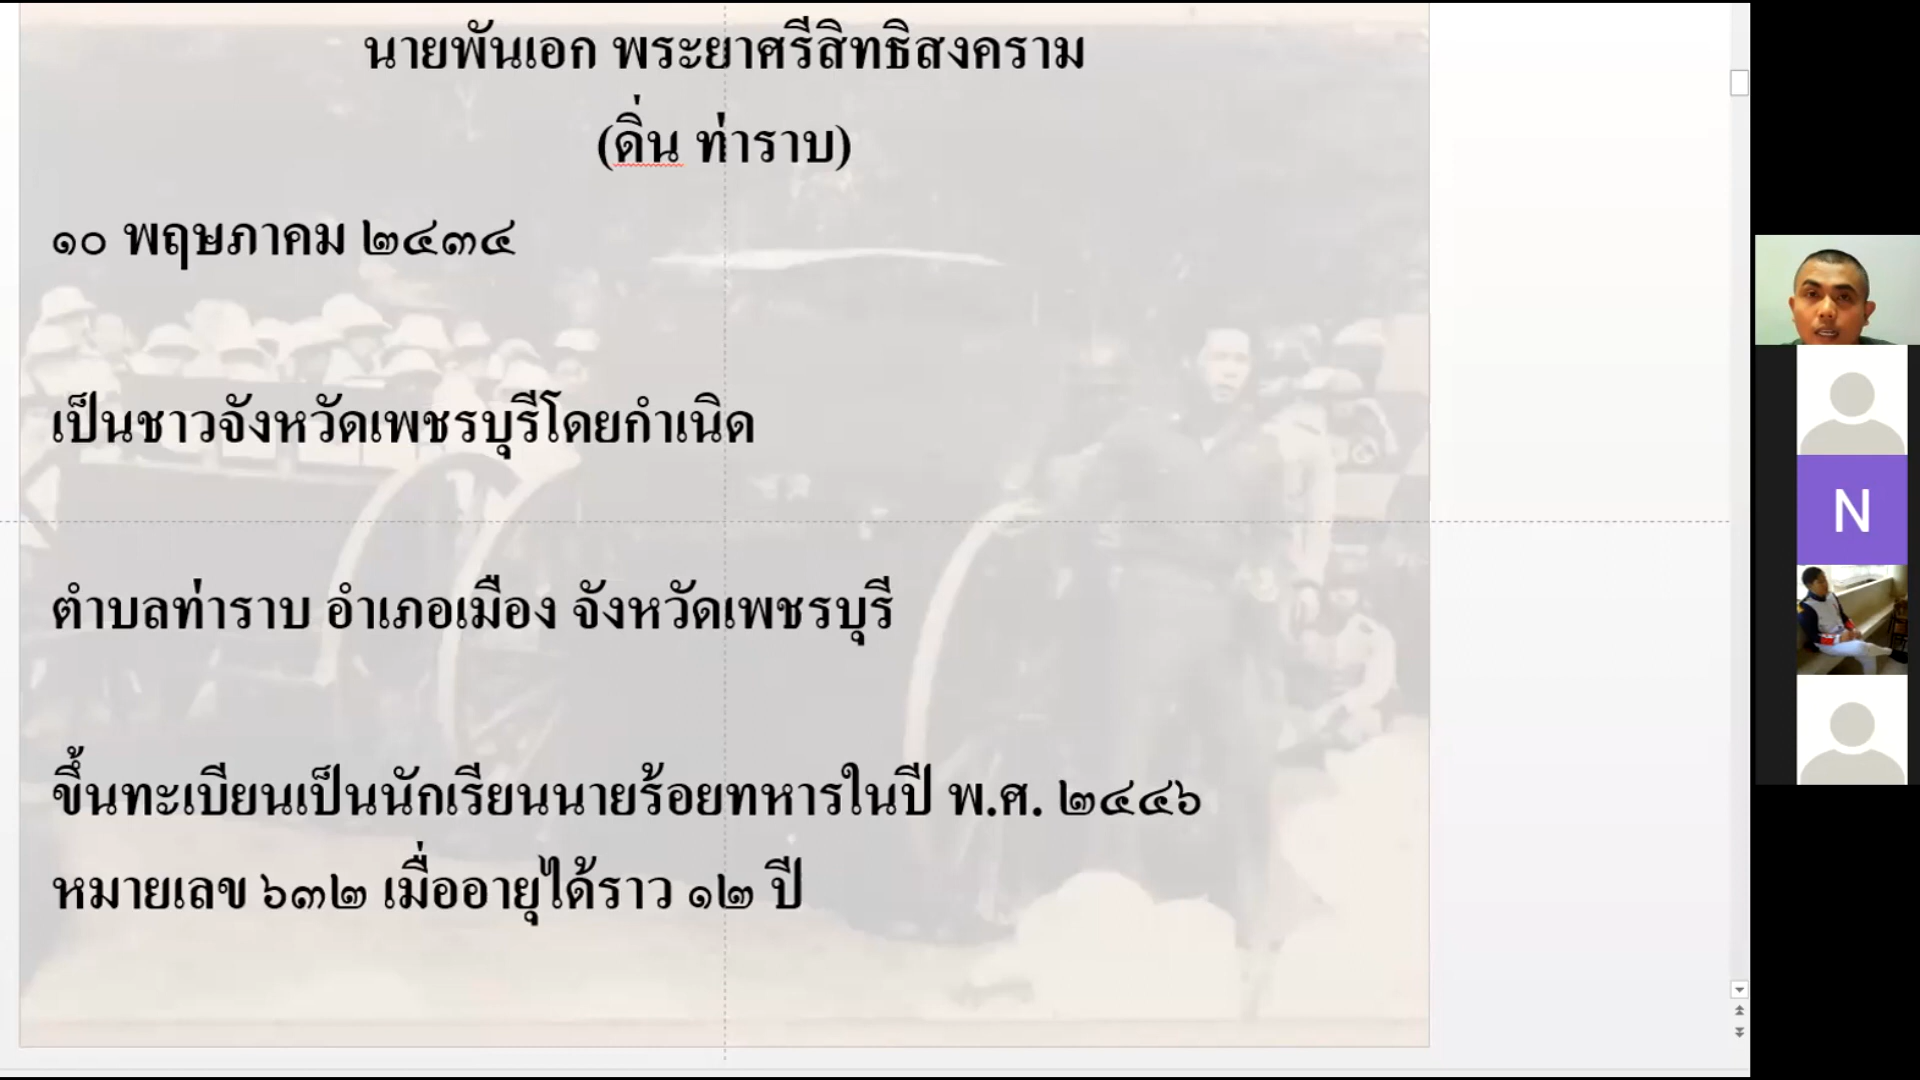 นายพันเอก พระยาศรีสิทธิสงคราม
(ดิ่น ท่าราบ)
๑๐ พฤษภาคม ๒๔๓๔
เป็นชาวจังหวัดเพชรบุรีโดยกำเนิด
ตำบลท่าราบ อำเภอเมือง จังหวัดเพชรบุรี
ขึ้นทะเบียนเป็นนักเรียนนายร้อยทหารในปี พ.ศ. ๒๔๔๖
หมายเลข ๖๓๒ เมื่ออายุได้ราว ๑๒ ปี
N